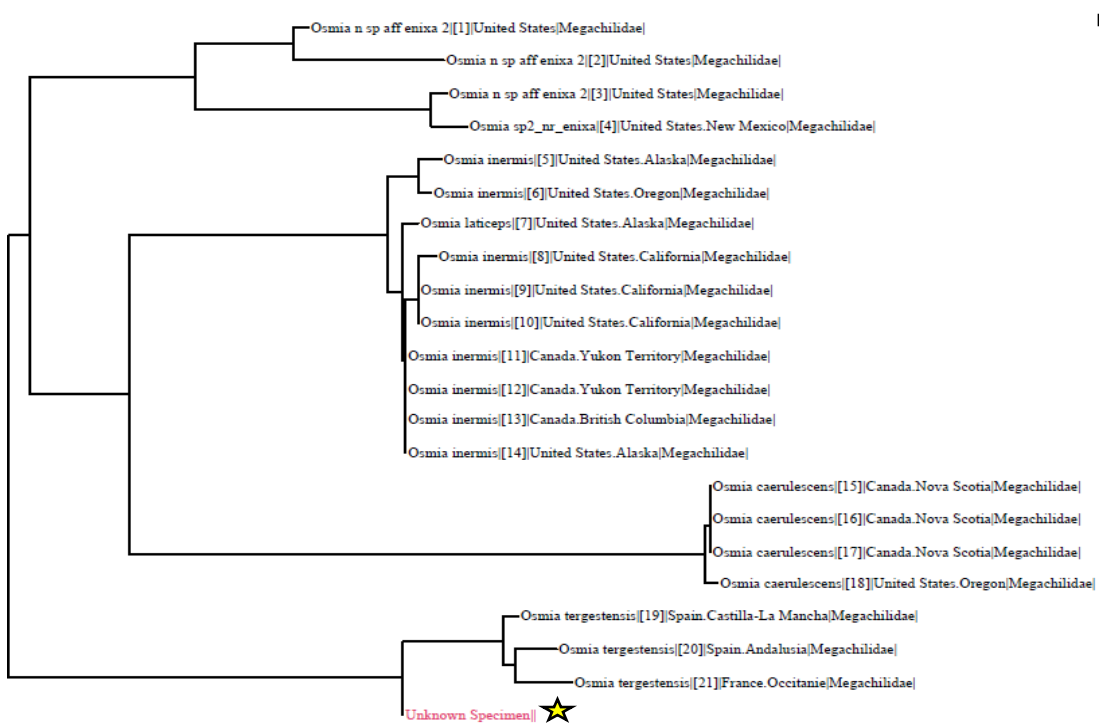 Osmia n sp aff enixa 2|[1]|United States|Megachilidae|
Osmia n sp aff enixa 2|[2]|United States|Megachilidae|
Osmia n sp aff enixa 2|[3]|United States|Megachilidae|
Osmia sp2_nr_enixa|[4]|United States.New Mexico|Megachilidae|
Osmia inermis|[5]|United States.Alaska|Megachilidae|
Osmia inermis|[6]|United States.Oregon|Megachilidae|
Osmia laticeps|[7]|United States.Alaska|Megachilidae|
Osmia inermis|[8]|United States.California|Megachilidae|
Osmia inermis|[9]|United States.California|Megachilidae|
Osmia inermis|[10]|United States.California|Megachilidae|
Osmia inermis|[11]|Canada.Yukon Territory|Megachilidae|
Osmia inermis|[12]|Canada.Yukon Territory|Megachilidae|
Osmia inermis|[13]|Canada.British Columbia|Megachilidae|
Osmia inermis|[14]|United States.Alaska|Megachilidae|
Osmia caerulescens|[15]|Canada.Nova Scotia|Megachilidae|
Osmia caerulescens|[16]|Canada.Nova Scotia|Megachilidae|
Osmia caerulescens|[17]|Canada.Nova Scotia|Megachilidae|
Osmia caerulescens|[18]|United States.Oregon|Megachilidae|
Osmia tergestensis|[19]|Spain.Castilla-La Mancha|Megachilidae|
Osmia tergestensis|[20]|Spain.Andalusia|Megachilidae|
Osmia tergestensis|[21]|France.Occitanie|Megachilidae|
Unknown Specimen||